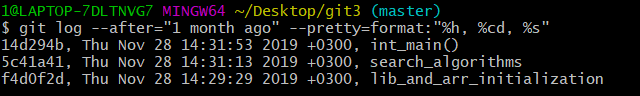 1@LAPTOP-7DLTNVG7 MINGW64 ~/Desktop/git3 (master)
$ git log --after="1 month ago" --pretty=format:"%h, %cd, %s"
14d294b, Thu Nov 28 14:31:53 2019 +0300, int_main()
5c41a41, Thu Nov 28 14:31:13 2019 +0300, search_algorithms
f4d0f2d, Thu Nov 28 14:29:29 2019 +0300, lib_and_arr_initialization